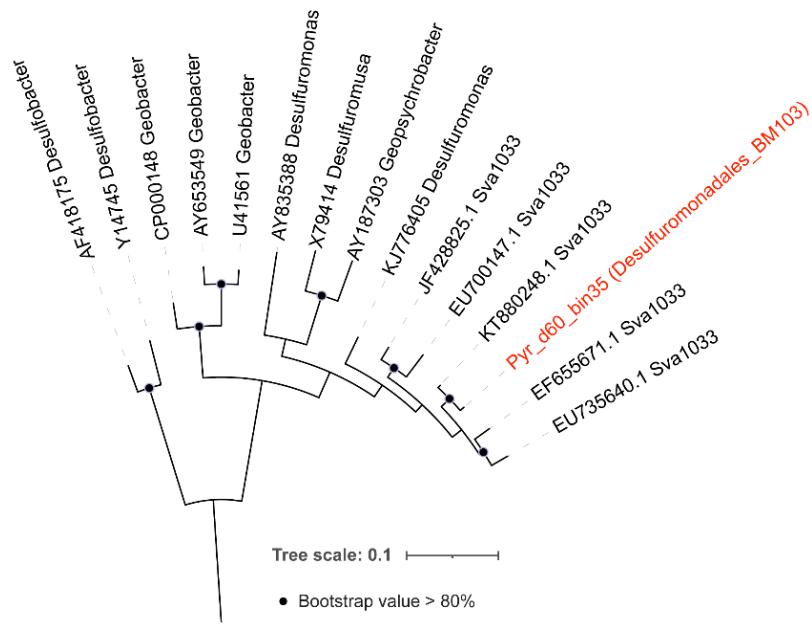 AF418175 Desulfobacter
Y14745 Desulfobacter
CP000148 Geobacter
AY653549 Geobacter
U41561 Geobacter
AY835388 Desulfuromonas
X79414 Desulfuromusa
AY187303 Geopsychrobacter
KJ776405 Desulfuromonas
JF428825.1 Sva1033
EU700147.1 Sva1033
KT880248.1 Sva1033
Pyr_d60_bin35 (Desulfuromonadales_BM103)
EF655671.1 Sva1033
EU735640.1 Sva1033
Tree scale: 0.1
Bootstrap value > 80%